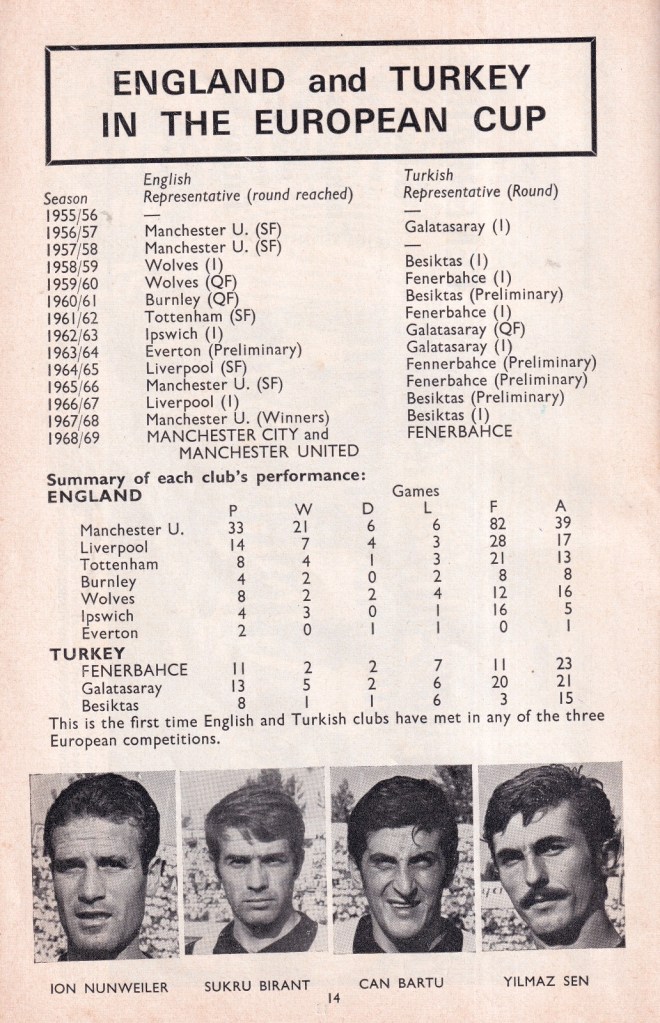 ENGLAND and TURKEY
IN THE EUROPEAN CUP
Season English Representative (round reached) Turkish Representative (Round)
1955/56 — —
1956/57 Manchester U. (SF) Galatasaray (I)
1957/58 Manchester U. (SF) —
1958/59 Wolves (I) Besiktas (I)
1959/60 Wolves (QF) Fenerbahce (I)
1960/61 Burnley (QF) Besiktas (Preliminary)
1961/62 Tottenham (SF) Fenerbahce (I)
1962/63 Ipswich (I) Galatasaray (QF)
1963/64 Everton (Preliminary) Galatasaray (I)
1964/65 Liverpool (SF) Fennerbahce (Preliminary)
1965/66 Manchester U. (SF) Fenerbahce (Preliminary)
1966/67 Liverpool (I) Besiktas (Preliminary)
1967/68 Manchester U. (Winners) Besiktas (I)
1968/69 MANCHESTER CITY and FENERBAHCE
MANCHESTER UNITED
Summary of each club's performance:
ENGLAND Games
P W D L F A
Manchester U. 33 21 6 6 82 39
Liverpool 14 7 4 3 28 17
Tottenham 8 4 1 3 21 13
Burnley 4 2 0 2 8 8
Wolves 8 2 2 4 12 16
Ipswich 4 3 0 1 16 5
Everton 2 0 1 1 0 1
TURKEY
FENERBAHCE 11 2 2 7 11 23
Galatasaray 13 5 2 6 20 21
Besiktas 8 1 1 6 3 15
This is the first time English and Turkish clubs have met in any of the three
European competitions.
ION NUNWEILER SUKRU BIRANT CAN BARTU YILMAZ SEN
14